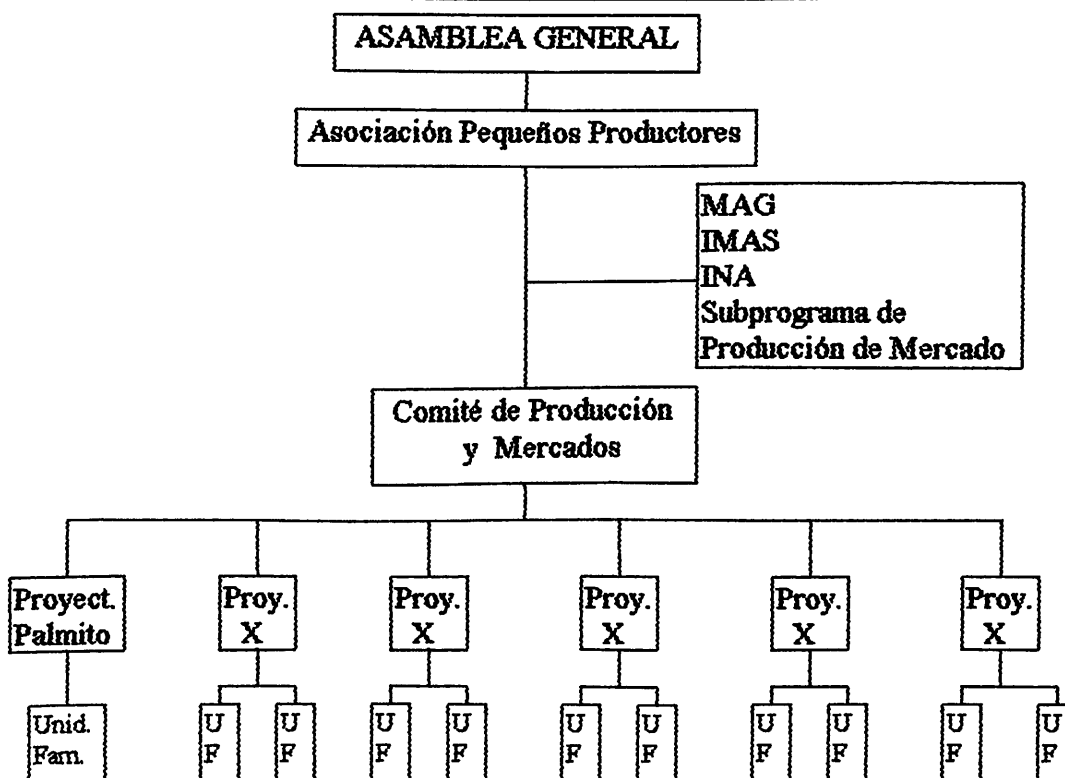 ASAMBLEA GENERAL
Asociación Pequeños Productores
MAG
IMAS
INA
Subprograma de
Producción de Mercado
Comité de Producción
y Mercados
Proyect.
Palmito
Proy.
X
Proy.
X
Proy.
X
Proy.
X
Proy.
X
Unid.
Fam.
U
F
U
F
U
F
U
F
U
F
U
F
U
F
U
F
U
F
U
F